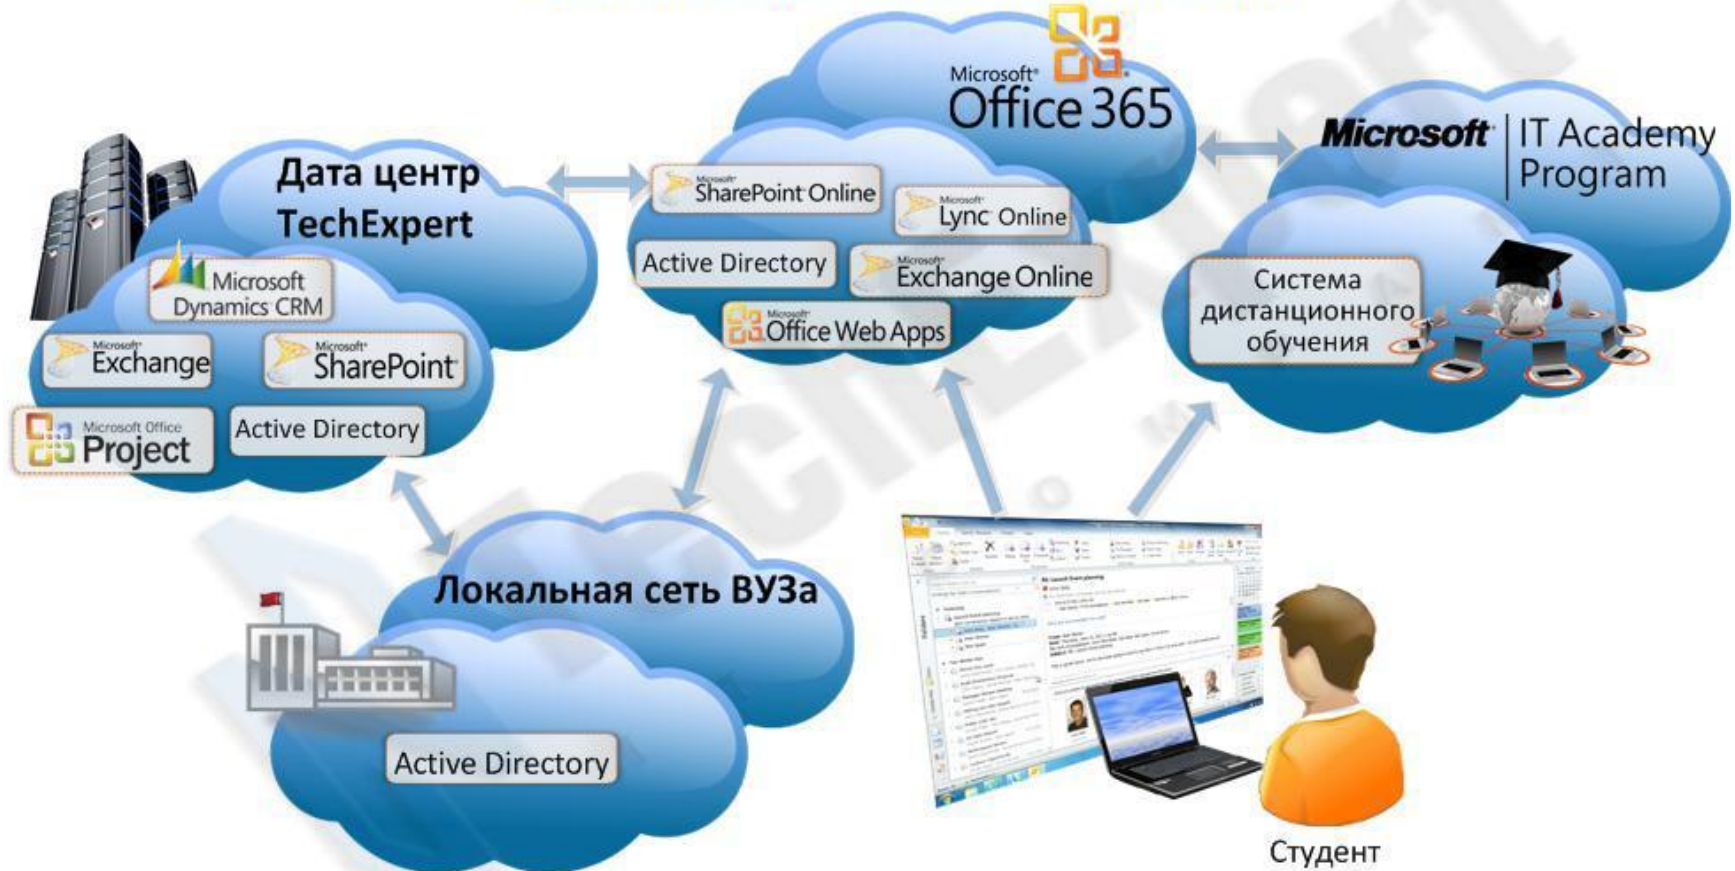 Microsoft®
Office 365
Microsoft® IT Academy
Program
Дата центр
TechExpert
Microsoft®
SharePoint Online
Microsoft®
Lync Online
Active Directory
Microsoft®
Exchange Online
Microsoft®
Office Web Apps
Microsoft
Dynamics CRM
Microsoft®
Exchange
Microsoft®
SharePoint
Microsoft Office
Project
Active Directory
Система
дистанционного
обучения
Локальная сеть ВУЗа
Active Directory
Студент